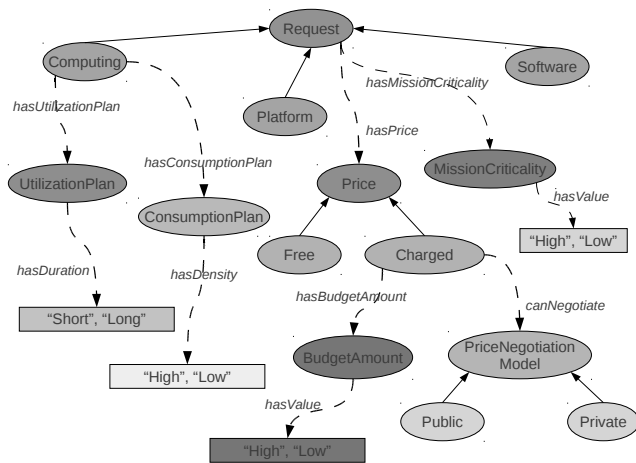 Request
Computing
Software
hasMissionCriticality
hasUtilizationPlan
Platform
hasPrice
hasConsumptionPlan
MissionCriticality
UtilizationPlan
Price
hasValue
ConsumptionPlan
“High”, “Low”
Free
Charged
hasDuration
hasDensity
hasBudgetAmount
canNegotiate
“Short”, “Long”
PriceNegotiation
Model
BudgetAmount
“High”, “Low”
hasValue
Public
Private
“High”, “Low”